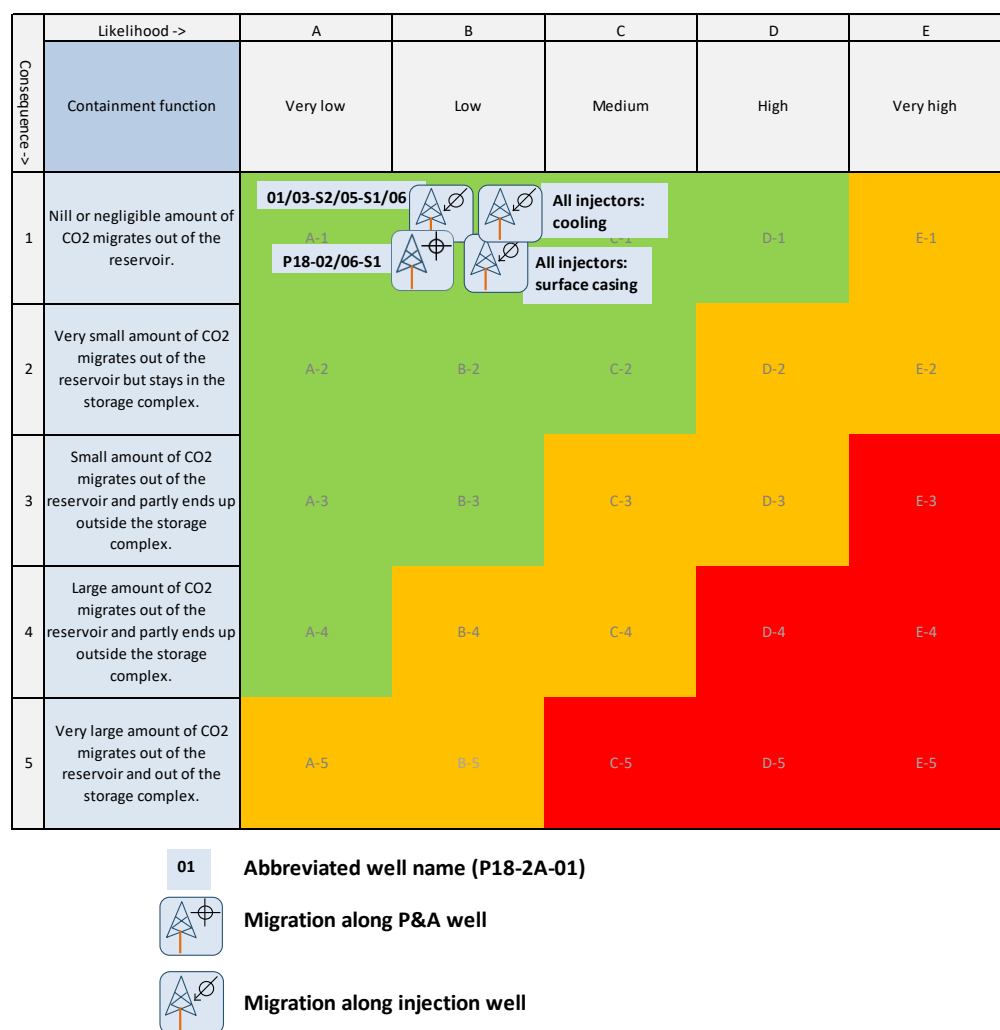 Likelihood ->
A
B
C
D
E
Consequence ->
Containment function
Very low
Low
Medium
High
Very high
1
Nill or negligible amount of
CO2 migrates out of the
reservoir.
01/03-S2/05-S1/06
All injectors:
cooling
A-1
C-1
D-1
E-1
P18-02/06-S1
All injectors:
surface casing
2
Very small amount of CO2
migrates out of the
reservoir but stays in the
storage complex.
A-2
B-2
C-2
D-2
E-2
3
Small amount of CO2
migrates out of the
reservoir and partly ends up
outside the storage
complex.
A-3
B-3
C-3
D-3
E-3
4
Large amount of CO2
migrates out of the
reservoir and partly ends up
outside the storage
complex.
A-4
B-4
C-4
D-4
E-4
5
Very large amount of CO2
migrates out of the
reservoir and out of the
storage complex.
A-5
B-5
C-5
D-5
E-5
01
Abbreviated well name (P18-2A-01)
Migration along P&A well
Migration along injection well